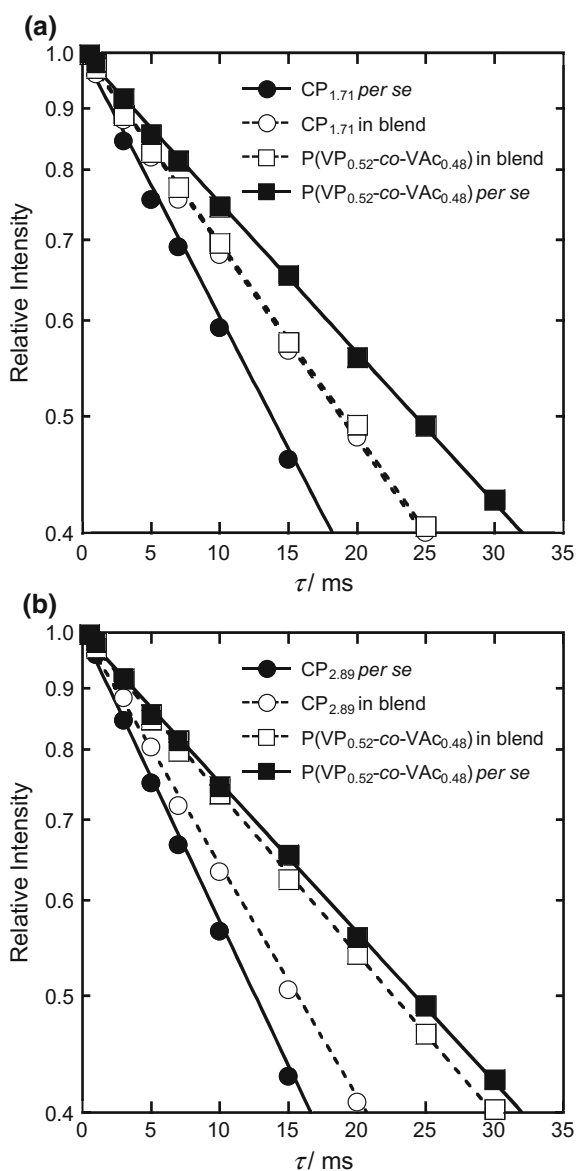 (a)
Relative Intensity
1.0
0.9
0.8
0.7
0.6
0.5
0.4
CP1.71 per se
CP1.71 in blend
P(VP0.52-co-VAc0.48) in blend
P(VP0.52-co-VAc0.48) per se
0 5 10 15 20 25 30 35
τ/ ms
(b)
Relative Intensity
1.0
0.9
0.8
0.7
0.6
0.5
0.4
CP2.89 per se
CP2.89 in blend
P(VP0.52-co-VAc0.48) in blend
P(VP0.52-co-VAc0.48) per se
0 5 10 15 20 25 30 35
τ/ ms